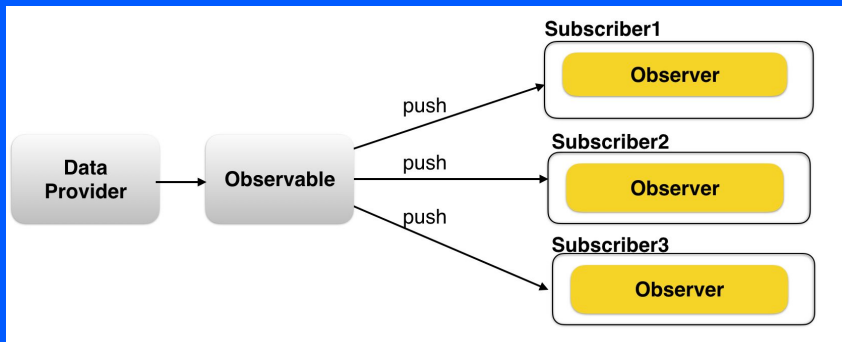 Subscriber1
Observer
push
Subscriber2
Data
Provider
Observable
push
Observer
push
Subscriber3
Observer